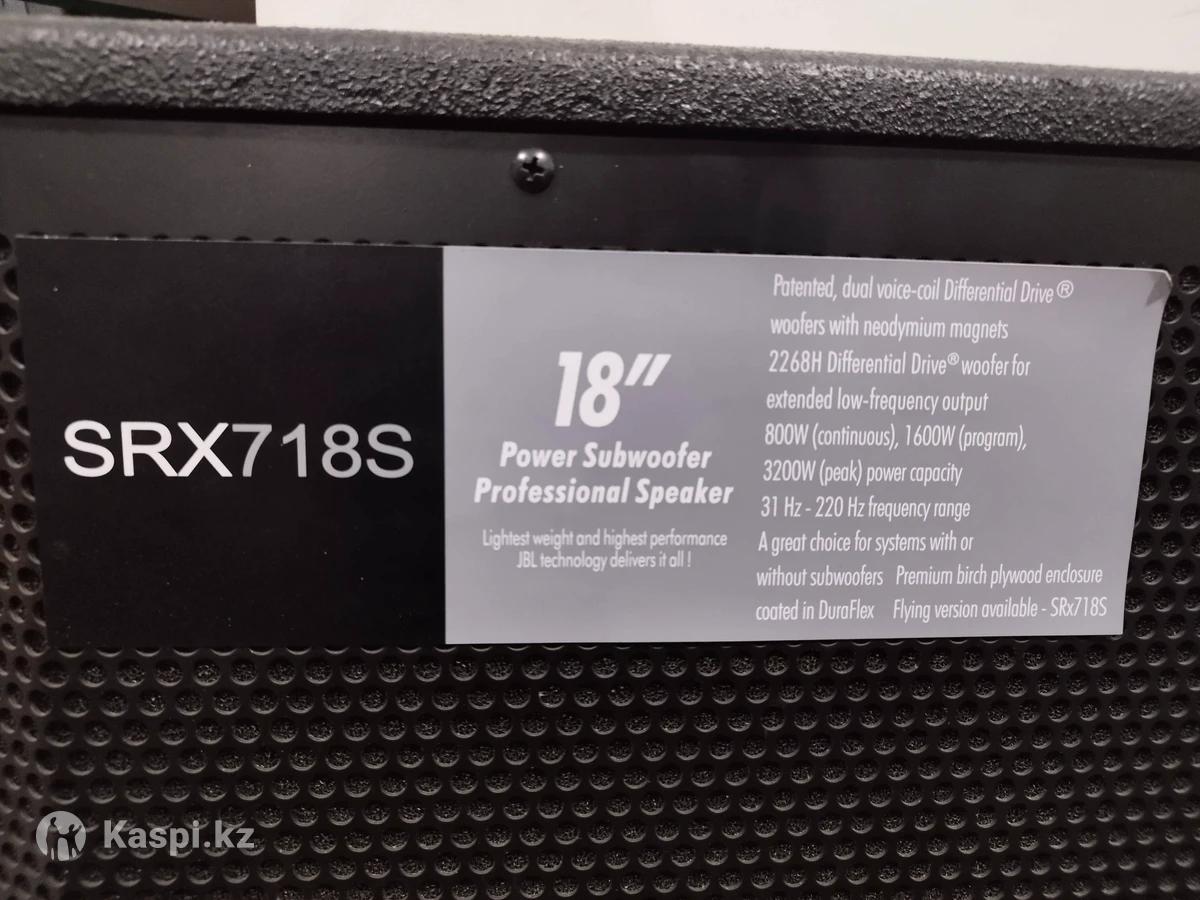 SRX718S
18"
Power Subwoofer
Professional Speaker
Lightest weight and highest performance
JBL technology delivers it all !
Patented, dual voice-coil Differential Drive ®
woofers with neodymium magnets
2268H Differential Drive® woofer for
extended low-frequency output
800W (continuous), 1600W (program),
3200W (peak) power capacity
31 Hz - 220 Hz frequency range
A great choice for systems with or
without subwoofers Premium birch plywood enclosure
coated in DuraFlex Flying version available - SRx718S
Kaspi.kz